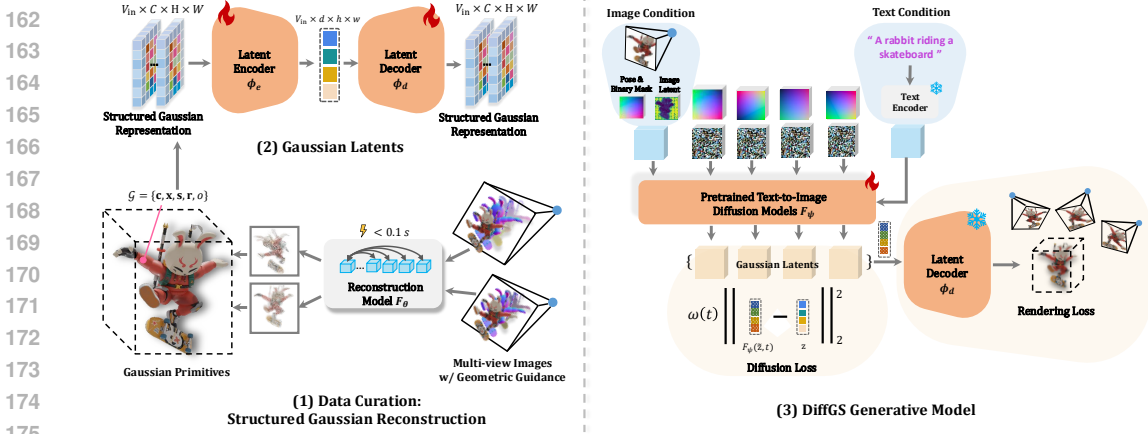 162
163
164
165
166
167
168
169
170
171
172
173
174
175
V_in × C × H × W
Latent
Encoder
ϕ_e
V_in × d × h × w
Latent
Decoder
ϕ_d
V_in × C × H × W
Structured Gaussian
Representation
Structured Gaussian
Representation
(2) Gaussian Latents
𝒢 = {c, x, s, r, o}
Gaussian Primitives
< 0.1 s
...
Reconstruction
Model F_θ
Multi-view Images
w/ Geometric Guidance
(1) Data Curation:
Structured Gaussian Reconstruction
Image Condition
Pose &
Binary Mask
Image
Latent
Text Condition
“ A rabbit riding a
skateboard ”
Text
Encoder
Pretrained Text-to-Image
Diffusion Models F_ψ
{ Gaussian Latents }
ω(t) ‖ F_ψ(z̃, t) − z ‖₂²
Diffusion Loss
Latent
Decoder
ϕ_d
Rendering Loss
(3) DiffGS Generative Model